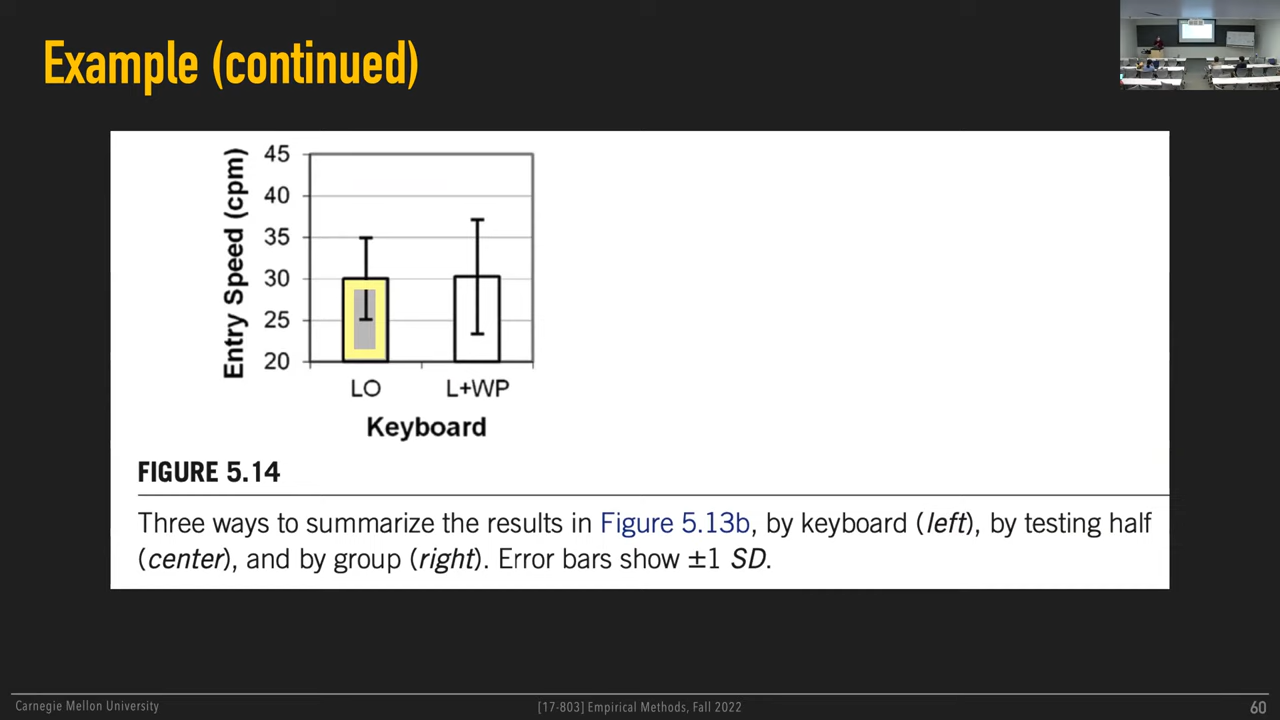 Example (continued)
Entry Speed (cpm)
45
40
35
30
25
20
LO L+WP
Keyboard
FIGURE 5.14
Three ways to summarize the results in Figure 5.13b, by keyboard (left), by testing half
(center), and by group (right). Error bars show ±1 SD.
Carnegie Mellon University [17-803] Empirical Methods, Fall 2022 60